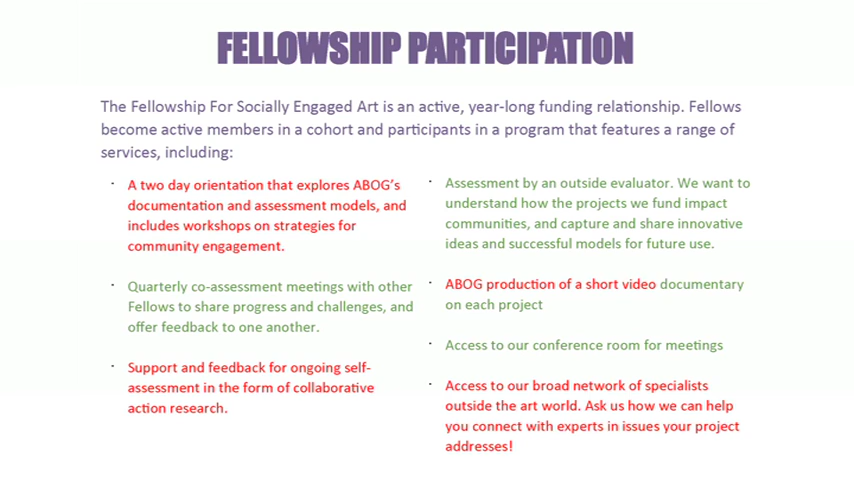 FELLOWSHIP PARTICIPATION
The Fellowship For Socially Engaged Art is an active, year-long funding relationship. Fellows
become active members in a cohort and participants in a program that features a range of
services, including:
· A two day orientation that explores ABOG's
documentation and assessment models, and
includes workshops on strategies for
community engagement.
· Quarterly co-assessment meetings with other
Fellows to share progress and challenges, and
offer feedback to one another.
· Support and feedback for ongoing self-
assessment in the form of collaborative
action research.
· Assessment by an outside evaluator. We want to
understand how the projects we fund impact
communities, and capture and share innovative
ideas and successful models for future use.
· ABOG production of a short video documentary
on each project
· Access to our conference room for meetings
· Access to our broad network of specialists
outside the art world. Ask us how we can help
you connect with experts in issues your project
addresses!